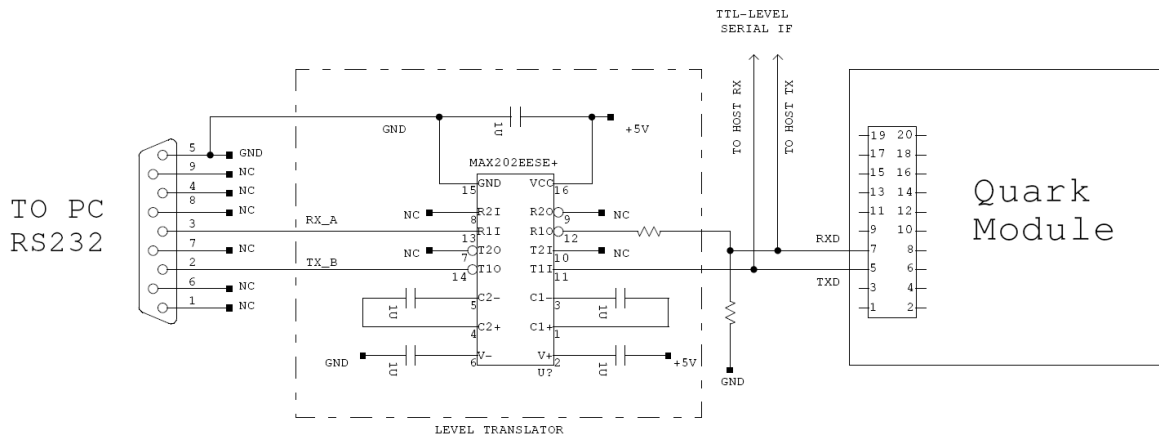 TTL-LEVEL
SERIAL IF
TO HOST RX
TO HOST TX
TO PC
RS232
5
9
4
8
3
7
2
6
1
GND
NC
NC
NC
NC
NC
NC
RX_A
TX_B
GND
1U
+5V
MAX202EESE+
GND
15
VCC
16
NC
R2I
8
R2O
9
NC
R1I
13
R1O
12
NC
T2O
7
T2I
10
NC
T1O
14
T1I
11
1U
C2-
5
C1-
3
1U
C2+
4
C1+
1
GND
1U
V-
6
V+
2
1U
+5V
U?
GND
LEVEL TRANSLATOR
RXD
TXD
19 20
17 18
15 16
13 14
11 12
9 10
7 8
5 6
3 4
1 2
Quark
Module